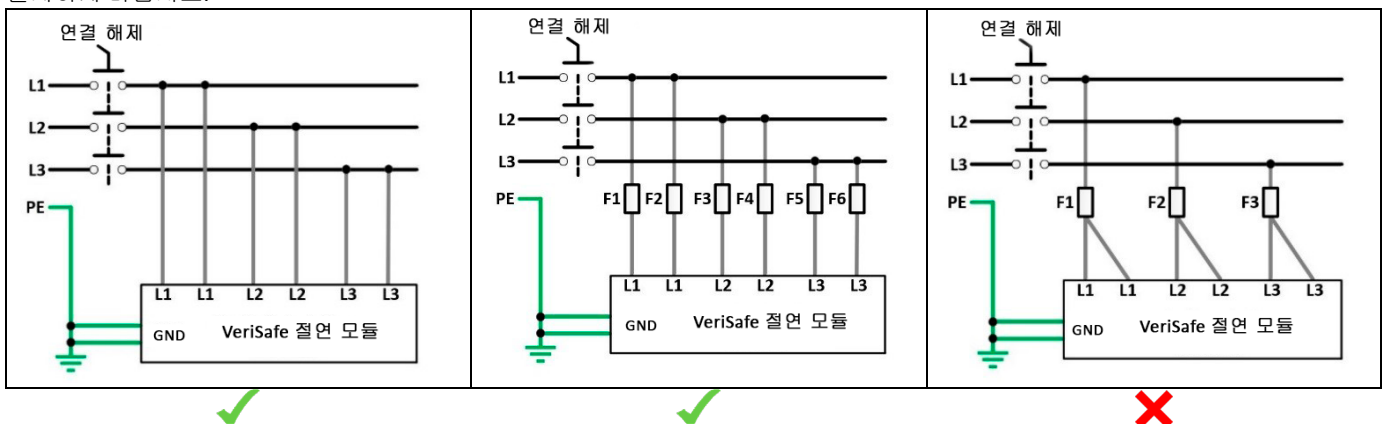 연결 해제
L1
L2
L3
PE
L1 L1 L2 L2 L3 L3
GND VeriSafe 절연 모듈
연결 해제
L1
L2
L3
PE F1 F2 F3 F4 F5 F6
L1 L1 L2 L2 L3 L3
GND VeriSafe 절연 모듈
연결 해제
L1
L2
L3
PE F1 F2 F3
L1 L1 L2 L2 L3 L3
GND VeriSafe 절연 모듈